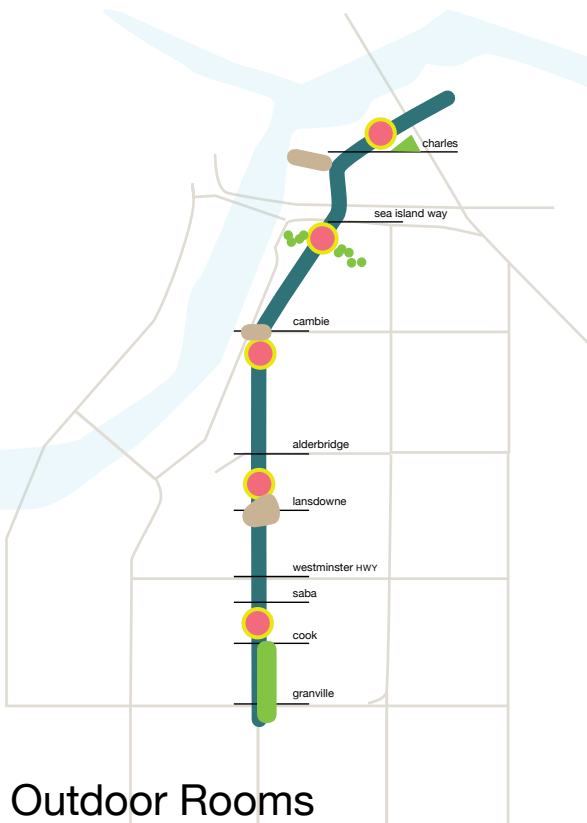 charles
sea island way
cambie
alderbridge
lansdowne
westminster HWY
saba
cook
granville
Outdoor Rooms